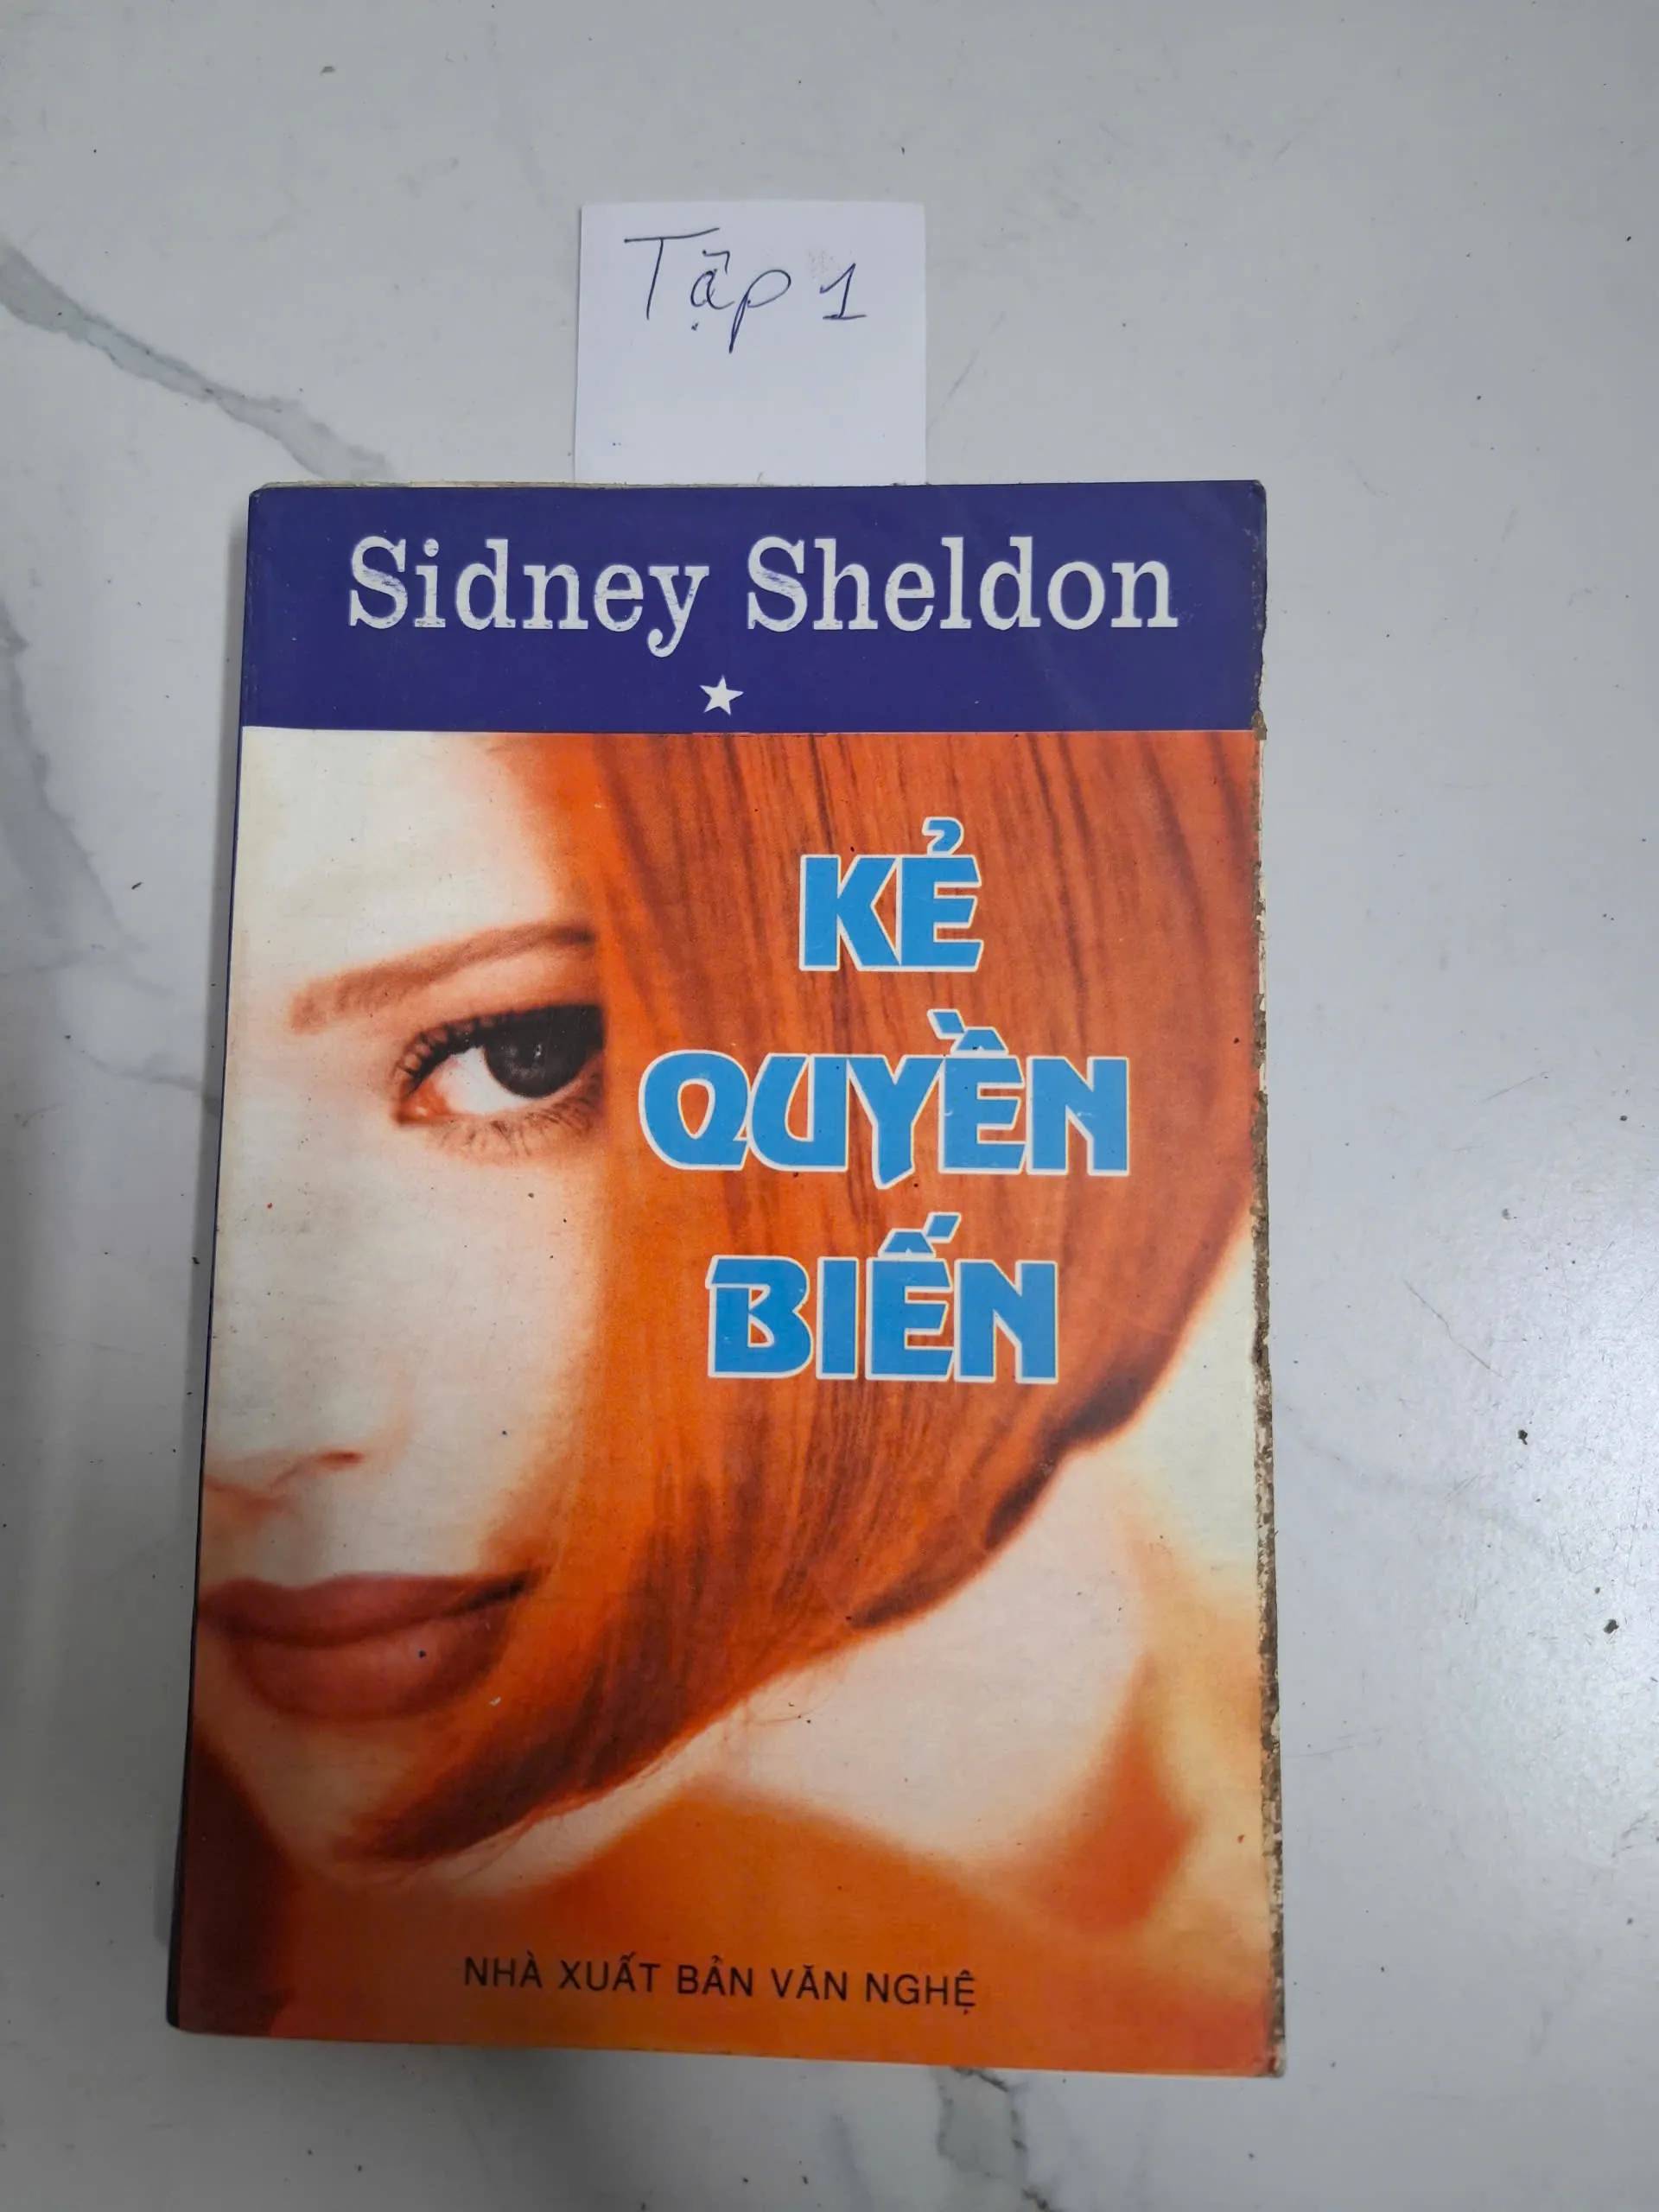 Tập 1
Sidney Sheldon
KẺ
QUYỀN
BIẾN
NHÀ XUẤT BẢN VĂN NGHỆ